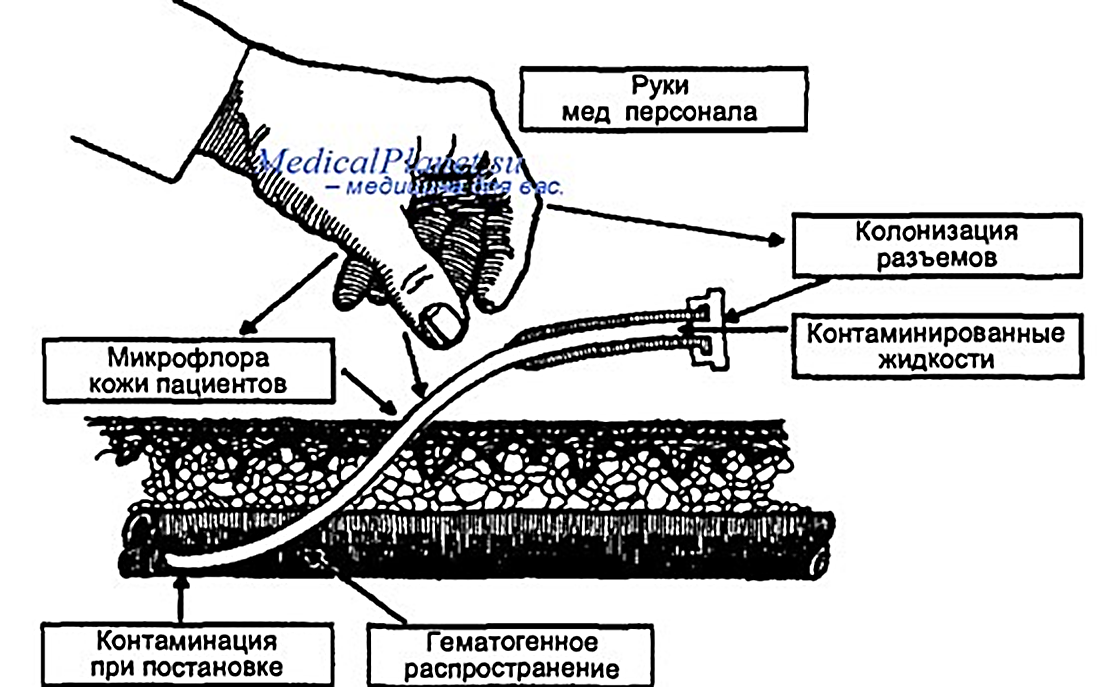 Руки
мед персонала
MedicalPlanet.su
– медицина для вас.
Колонизация
разъемов
Контаминированные
жидкости
Микрофлора
кожи пациентов
Контаминация
при постановке
Гематогенное
распространение